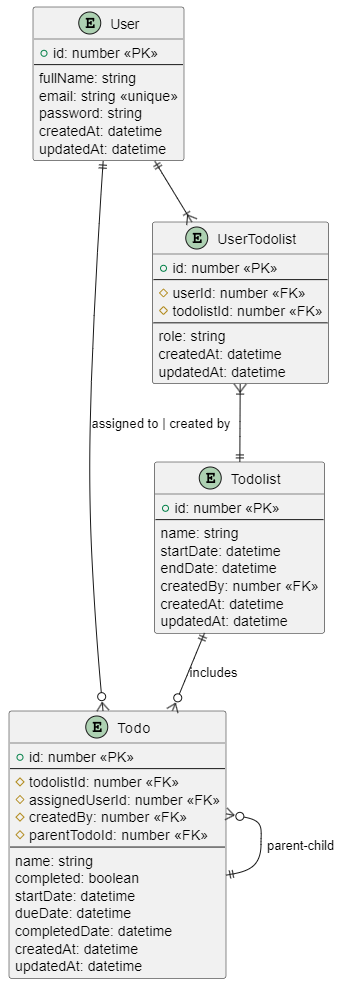 E User
id: number «PK»
fullName: string
email: string «unique»
password: string
createdAt: datetime
updatedAt: datetime
E UserTodolist
id: number «PK»
userId: number «FK»
todolistId: number «FK»
role: string
createdAt: datetime
updatedAt: datetime
assigned to | created by
E Todolist
id: number «PK»
name: string
startDate: datetime
endDate: datetime
createdBy: number «FK»
createdAt: datetime
updatedAt: datetime
includes
E Todo
id: number «PK»
todolistId: number «FK»
assignedUserId: number «FK»
createdBy: number «FK»
parentTodoId: number «FK»
name: string
completed: boolean
startDate: datetime
dueDate: datetime
completedDate: datetime
createdAt: datetime
updatedAt: datetime
parent-child